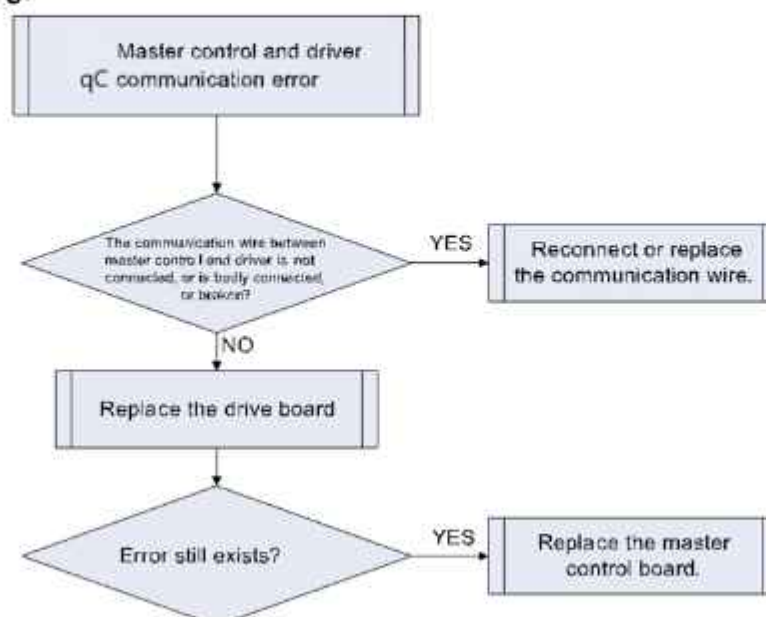 g.
Master control and driver
qC communication error
The communication wire between
master control and driver is not
connected, or is badly connected,
or broken?
YES
Reconnect or replace
the communication wire.
NO
Replace the drive board
Error still exists?
YES
Replace the master
control board.